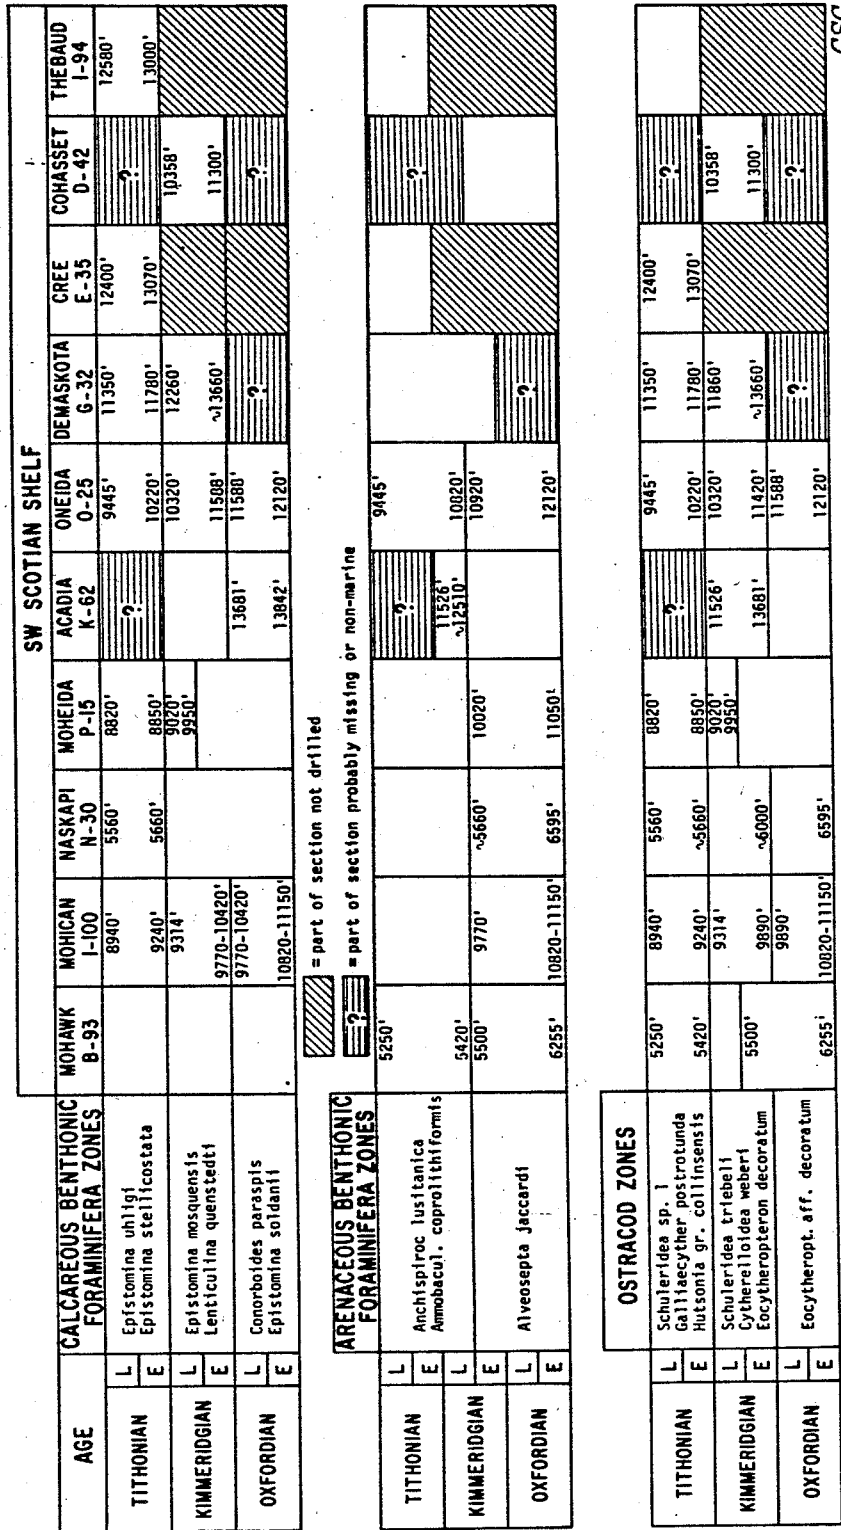 SW SCOTIAN SHELF
AGE CALCAREOUS BENTHONIC FORAMINIFERA ZONES MOHAWK B-93 MOHICAN I-100 NASKAPI N-30 MOHEIDA P-15 ACADIA K-62 ONEIDA O-25 DEMASKOTA G-32 CREE E-35 COHASSET D-42 THEBAUD I-94
TITHONIAN L Epistomina uhligi 8940' 5560' 8820' ? 9445' 11350' 12400' ? 12580'
E Epistomina stellicostata 9240' 5660' 8850' 10220' 11780' 13070' 13000'
KIMMERIDGIAN L Epistomina mosquensis 9314' 9020' 10320' 12260' 10358'
E Lenticulina quenstedti 9770-10420' 9950' 11588' ~13660' 11300'
OXFORDIAN L Conorboides paraspis 9770-10420' 13681' 11588' ? ?
E Epistomina soldanii 10820-11150' 13842' 12120'
= part of section not drilled
? = part of section probably missing or non-marine
ARENACEOUS BENTHONIC FORAMINIFERA ZONES
TITHONIAN L 5250' ? 9445' ?
E Anchispiroc lusitanica 11526'
KIMMERIDGIAN L Ammobacul. coprolithiformis 5420' ~12510' 10820'
E 5500' 9770' ~5660' 10020' 10920'
OXFORDIAN L Alveosepta jaccardi ?
E 6255' 10820-11150' 6595' 11050' 12120'
OSTRACOD ZONES
TITHONIAN L Schuleridea sp. 1 5250' 8940' 5560' 8820' ? 9445' 11350' 12400' ?
Galliaecyther postrotunda
E Hutsonia gr. collinsensis 5420' 9240' ~5660' 8850' 10220' 11780' 13070'
KIMMERIDGIAN L Schuleridea triebeli 9314' 9020' 11526' 10320' 11860' 10358'
Cytherelloidea weberi 9950'
E Eocytheropteron decoratum 5500' 9890' ~6000' 13681' 11420' ~13660' 11300'
OXFORDIAN L Eocytheropt. aff. decoratum 9890' 11588' ? ?
E 6255' 10820-11150' 6595' 12120'
GSC